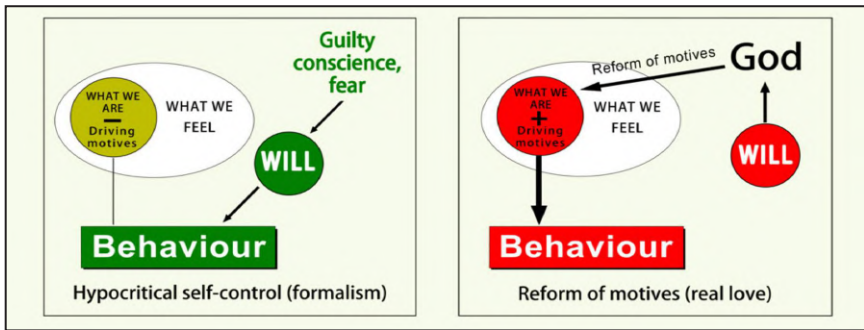 Guilty
conscience,
fear
WHAT WE
ARE
−
Driving
motives
WHAT WE
FEEL
WILL
Behaviour
Hypocritical self-control (formalism)
Reform of motives
God
WHAT WE
ARE
+
Driving
motives
WHAT WE
FEEL
WILL
Behaviour
Reform of motives (real love)